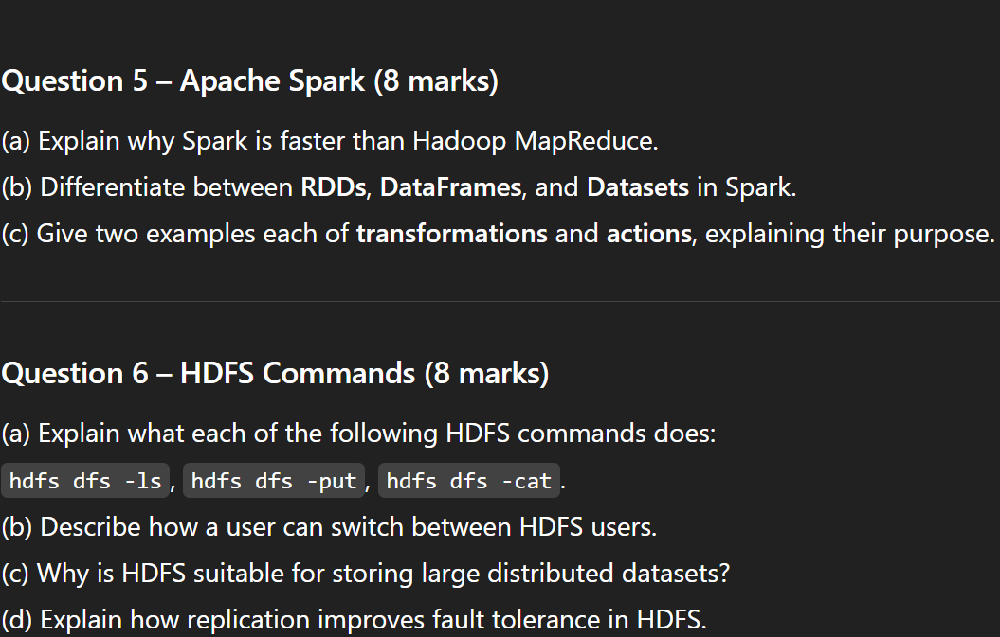 Question 5 – Apache Spark (8 marks)
(a) Explain why Spark is faster than Hadoop MapReduce.
(b) Differentiate between RDDs, DataFrames, and Datasets in Spark.
(c) Give two examples each of transformations and actions, explaining their purpose.
Question 6 – HDFS Commands (8 marks)
(a) Explain what each of the following HDFS commands does:
hdfs dfs -ls, hdfs dfs -put, hdfs dfs -cat.
(b) Describe how a user can switch between HDFS users.
(c) Why is HDFS suitable for storing large distributed datasets?
(d) Explain how replication improves fault tolerance in HDFS.